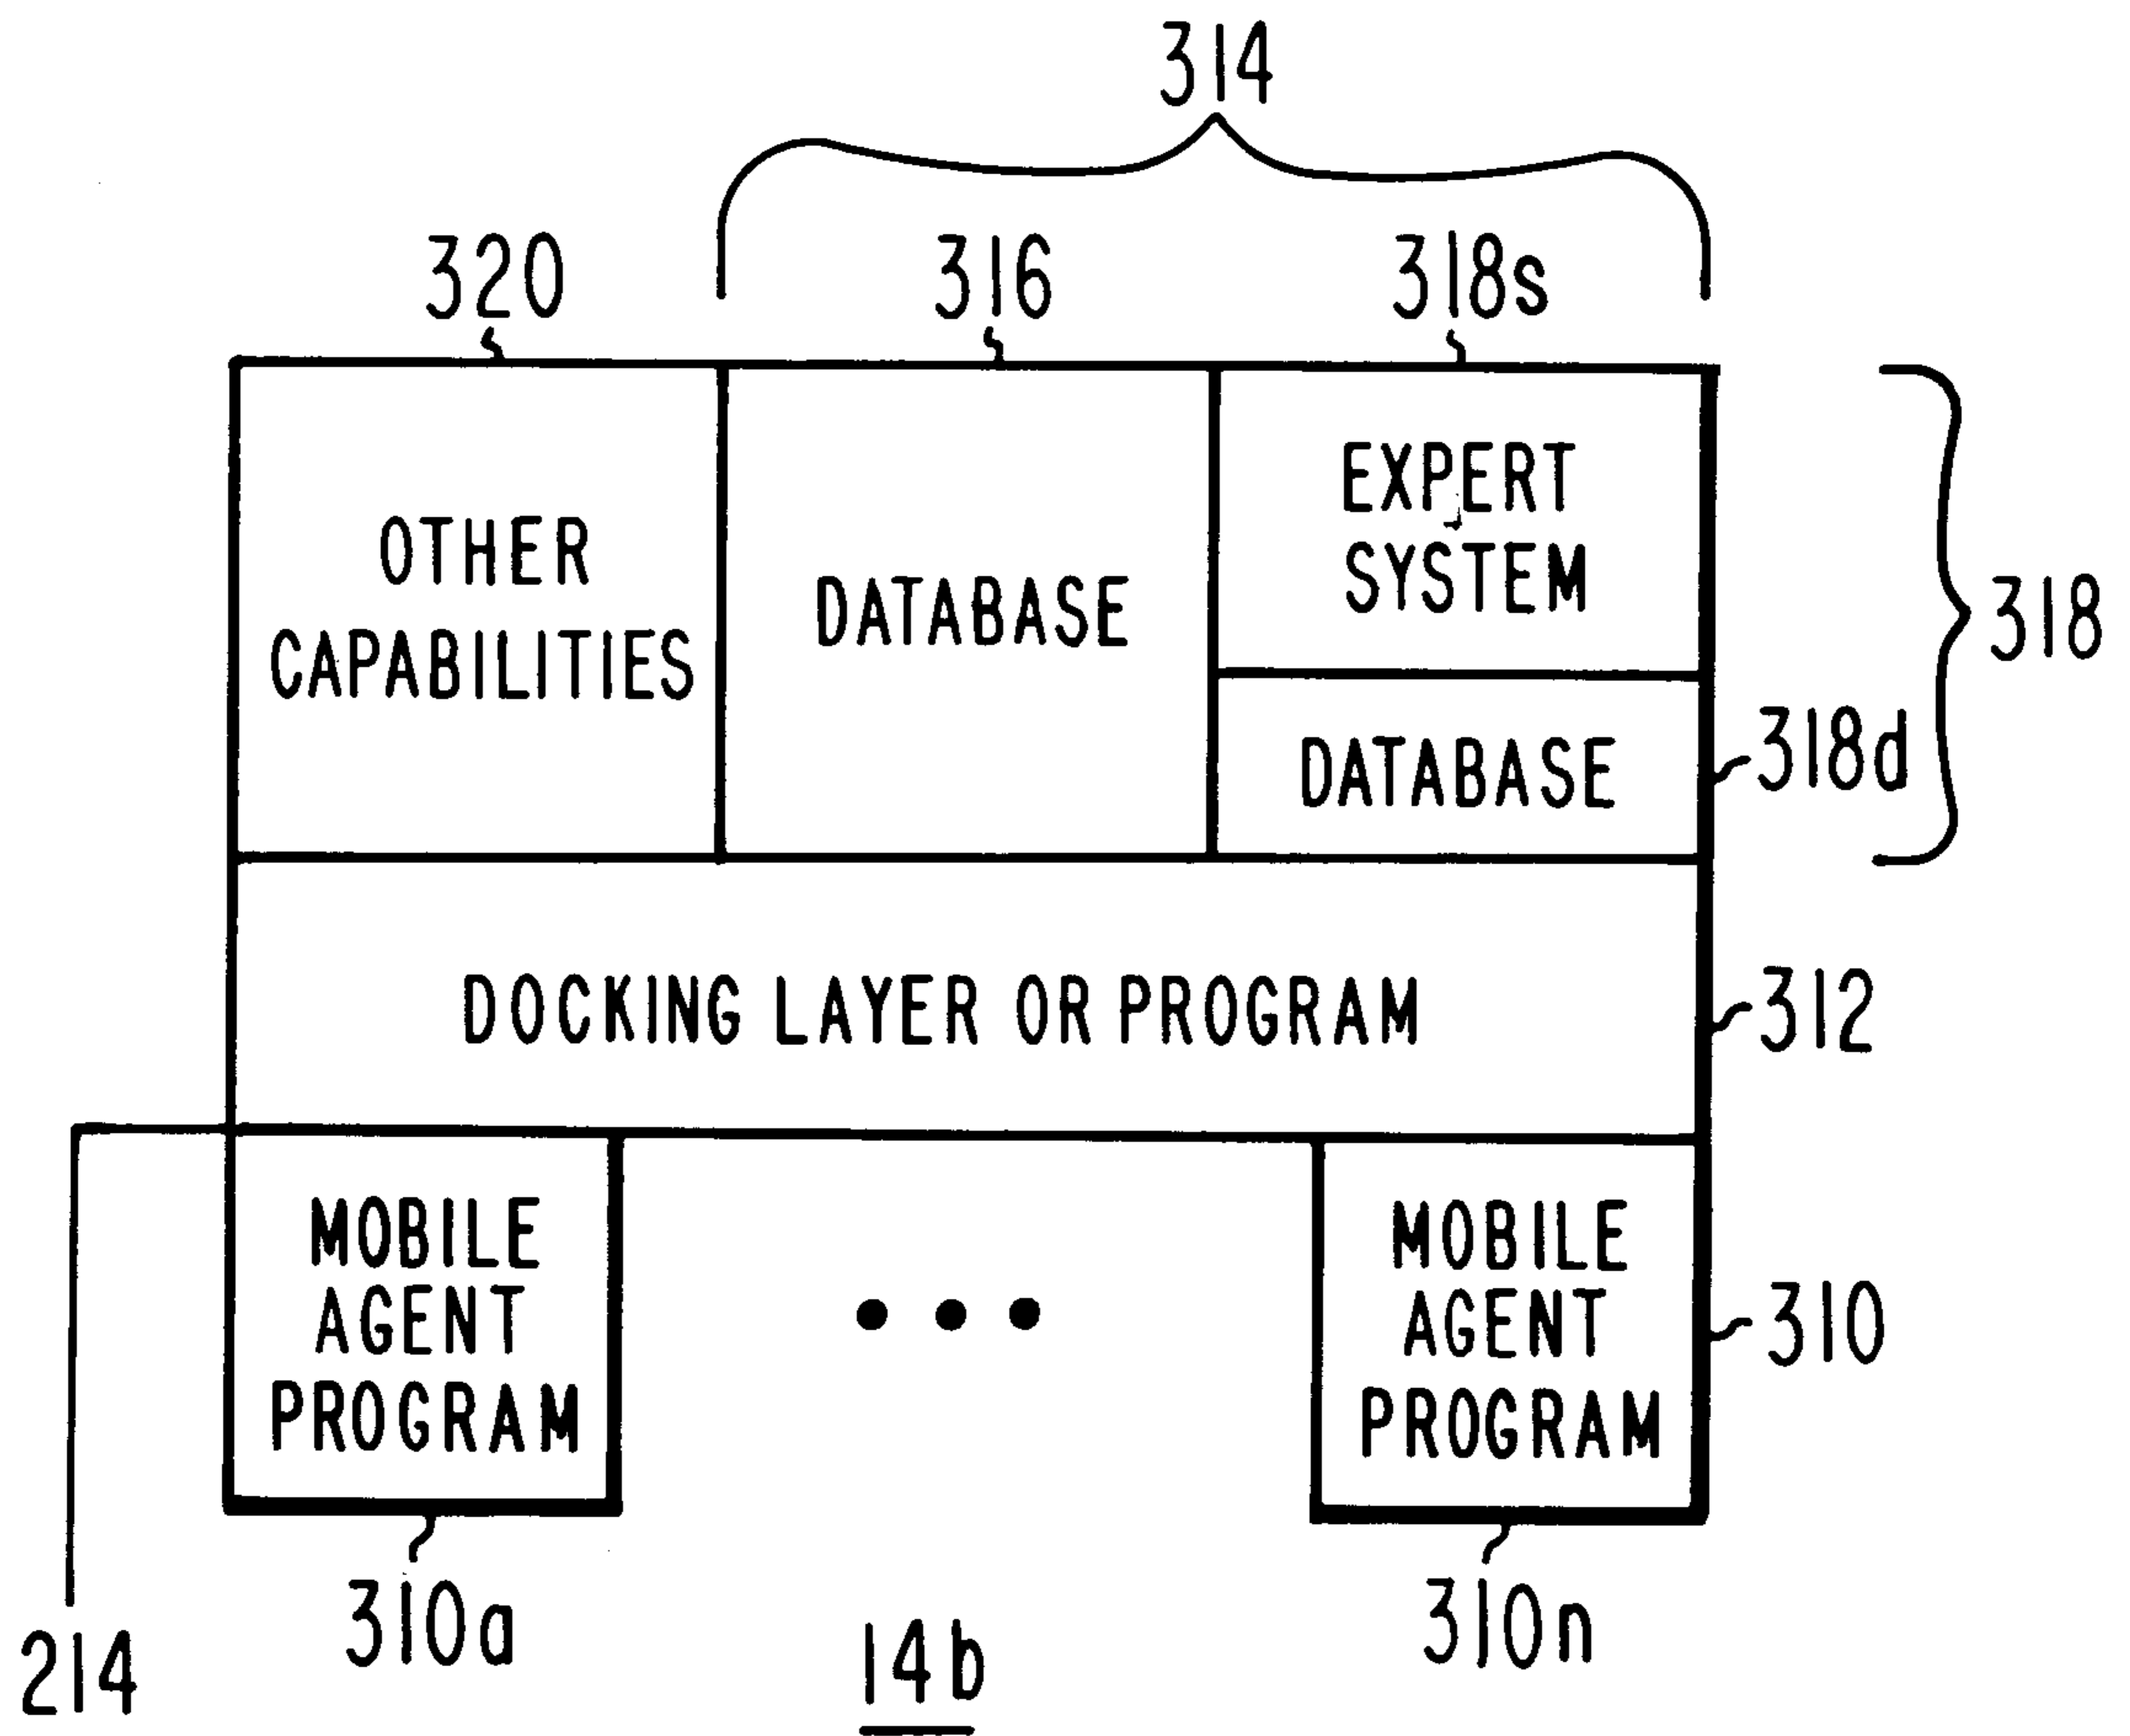 314
320
316
318s
OTHER
CAPABILITIES
DATABASE
EXPERT
SYSTEM
DATABASE
318
318d
DOCKING LAYER OR PROGRAM
312
MOBILE
AGENT
PROGRAM
MOBILE
AGENT
PROGRAM
310
310a
310n
214
14b